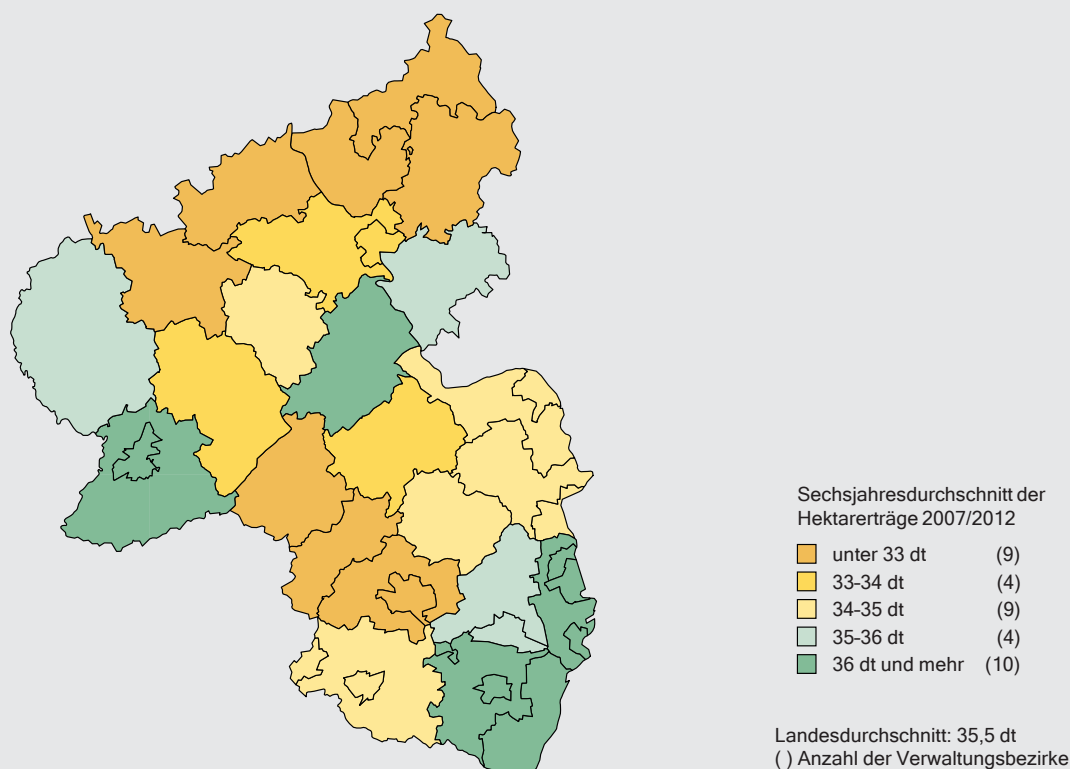 Sechsjahresdurchschnitt der
Hektarerträge 2007/2012
unter 33 dt (9)
33-34 dt (4)
34-35 dt (9)
35-36 dt (4)
36 dt und mehr (10)
Landesdurchschnitt: 35,5 dt
( ) Anzahl der Verwaltungsbezirke